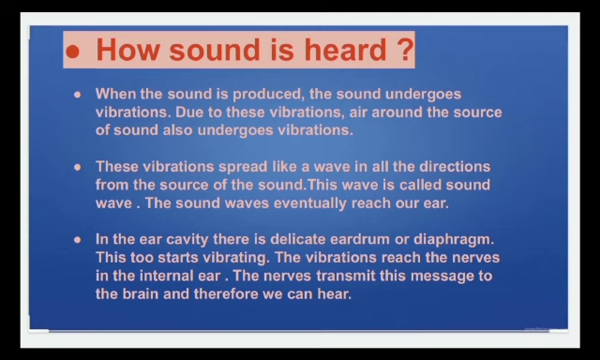 • How sound is heard ?
• When the sound is produced, the sound undergoes
vibrations. Due to these vibrations, air around the source
of sound also undergoes vibrations.
• These vibrations spread like a wave in all the directions
from the source of the sound.This wave is called sound
wave . The sound waves eventually reach our ear.
• In the ear cavity there is delicate eardrum or diaphragm.
This too starts vibrating. The vibrations reach the nerves
in the internal ear . The nerves transmit this message to
the brain and therefore we can hear.